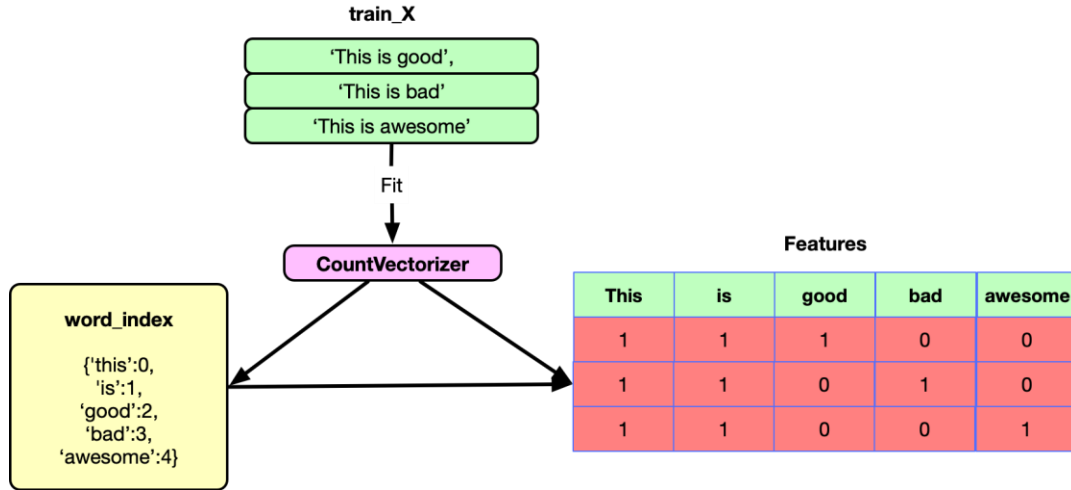 train_X
‘This is good’,
‘This is bad’
‘This is awesome’
Fit
CountVectorizer
word_index
{'this':0,
'is':1,
‘good’:2,
‘bad’:3,
‘awesome’:4}
Features
This is good bad awesome
1 1 1 0 0
1 1 0 1 0
1 1 0 0 1